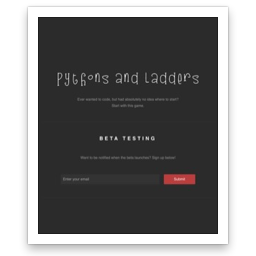 Pythons and Ladders
Ever wanted to code, but had absolutely no idea where to start?
Start with this game.
BETA TESTING
Want to be notified when the beta launches? Sign up below!
Enter your email
Submit